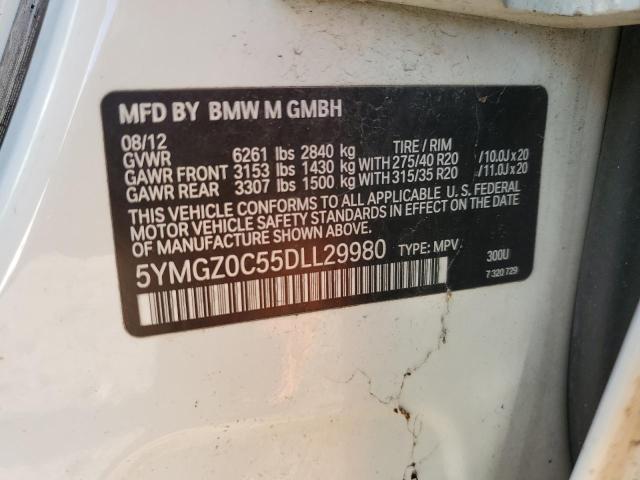 MFD BY BMW M GMBH
08/12 TIRE / RIM
GVWR 6261 lbs 2840 kg
GAWR FRONT 3153 lbs 1430 kg WITH 275/40 R20 /10.0J x 20
GAWR REAR 3307 lbs 1500 kg WITH 315/35 R20 /11.0J x 20
THIS VEHICLE CONFORMS TO ALL APPLICABLE U. S. FEDERAL
MOTOR VEHICLE SAFETY STANDARDS IN EFFECT ON THE DATE
OF MANUFACTURE SHOWN ABOVE.
5YMGZ0C55DLL29980 TYPE: MPV 300U
7 320 729